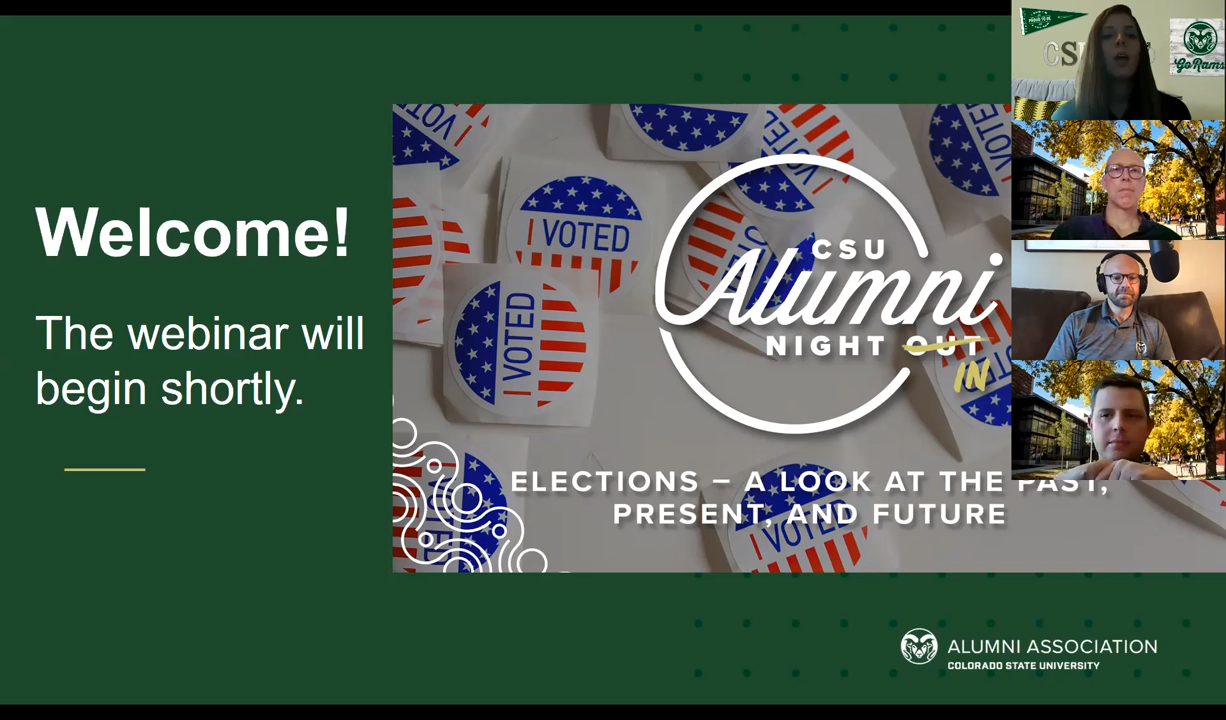 Welcome!
The webinar will
begin shortly.
I VOTED
I VOTED
I VOTED
CSU
Alumni
NIGHT OUT
IN
ELECTIONS – A LOOK AT THE PAST,
PRESENT, AND FUTURE
ALUMNI ASSOCIATION
COLORADO STATE UNIVERSITY
Go Rams